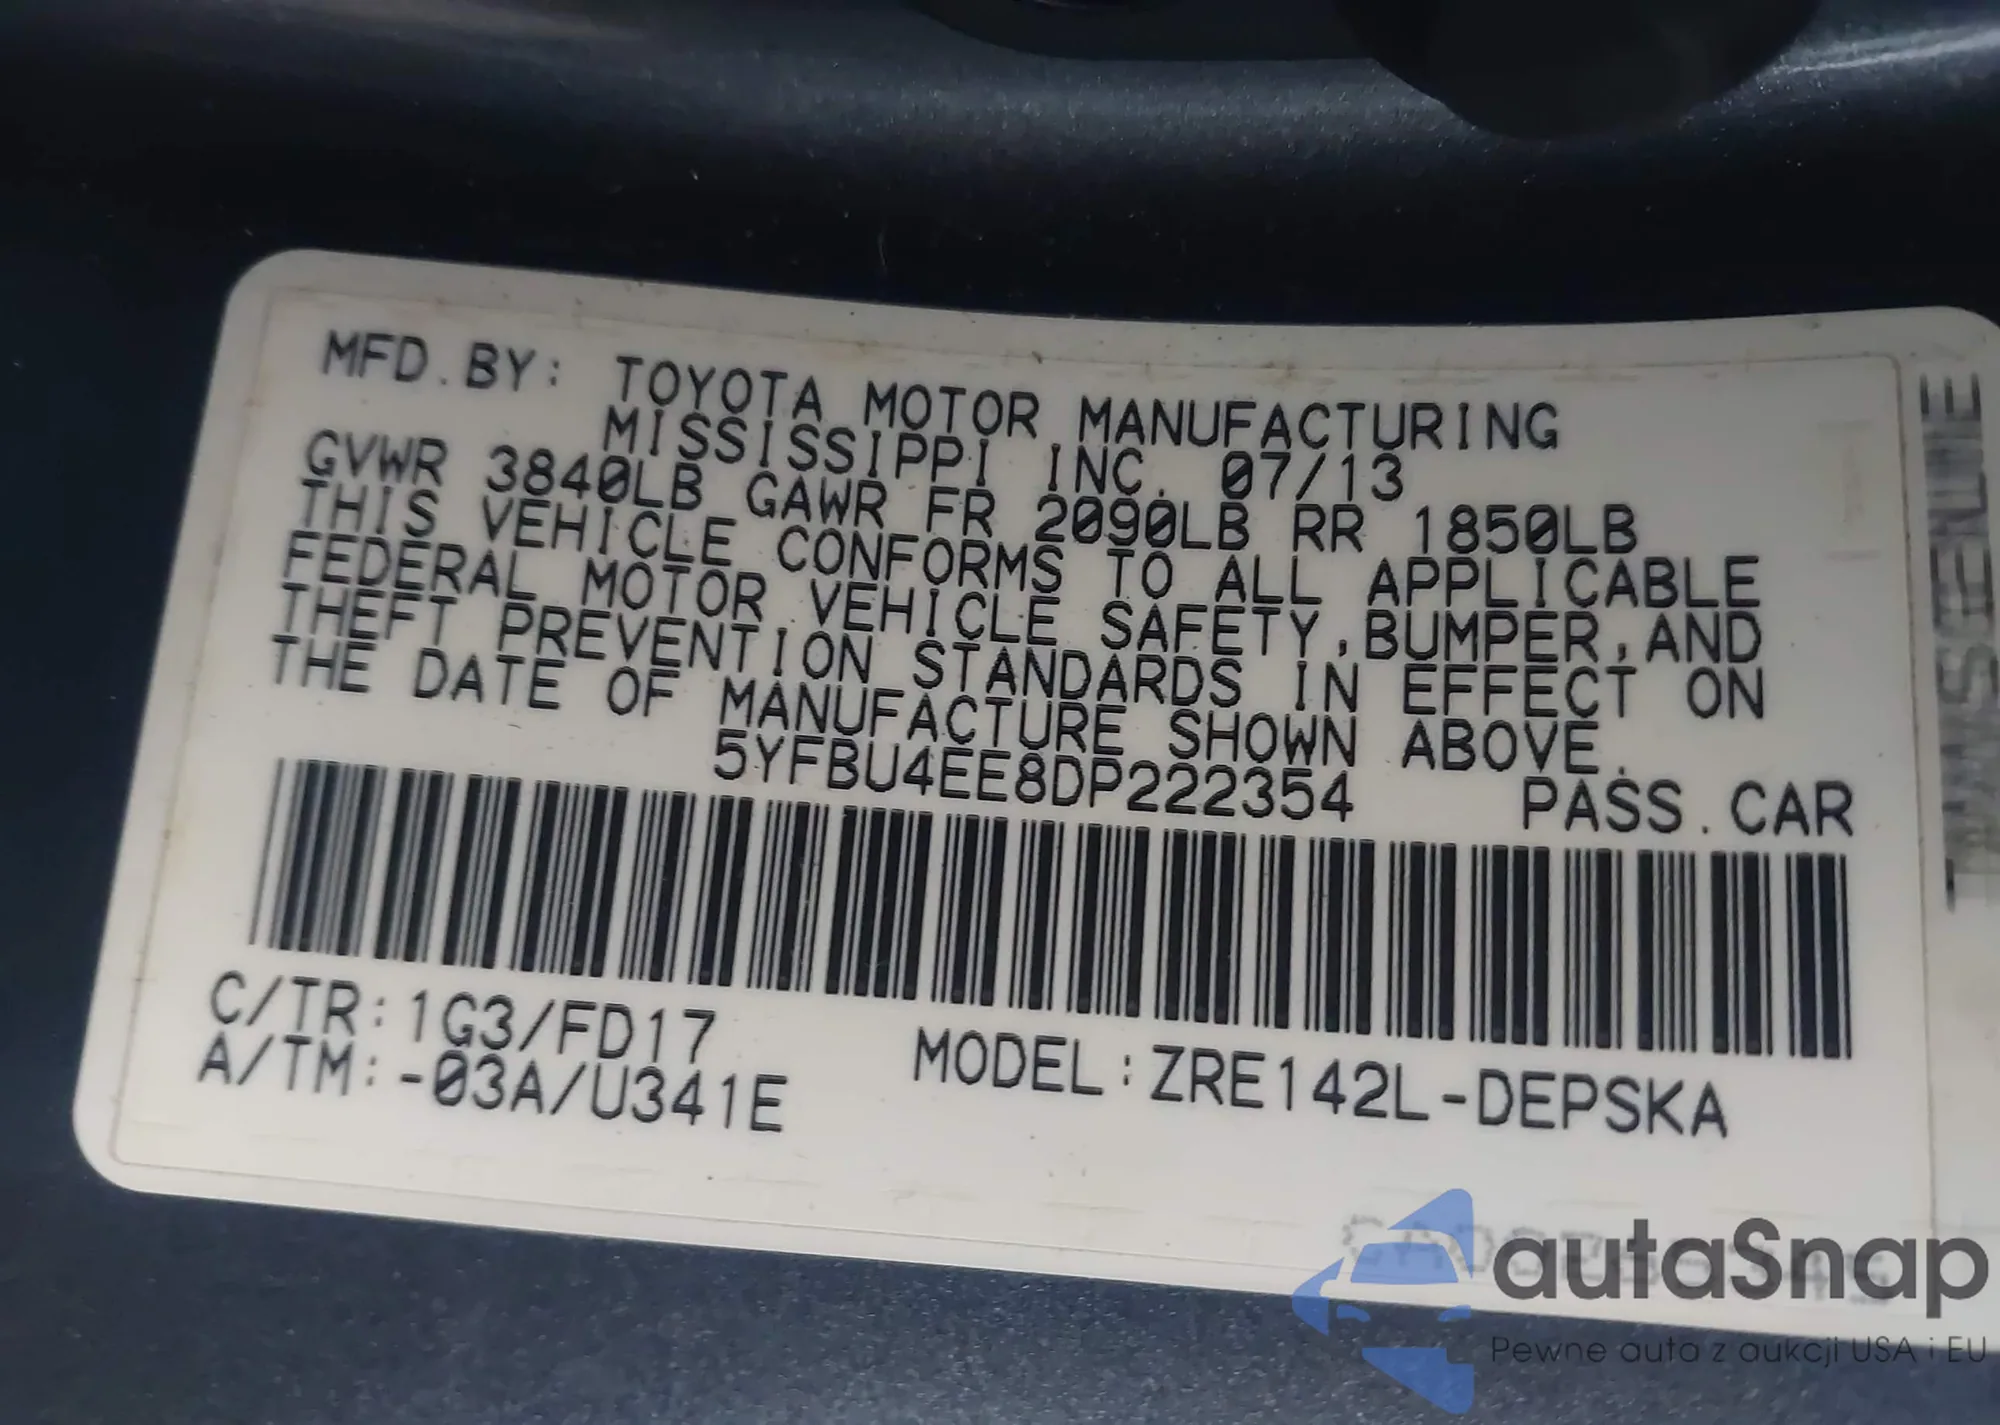 MFD.BY: TOYOTA MOTOR MANUFACTURING
MISSISSIPPI INC. 07/13
GVWR 3840LB GAWR FR 2090LB RR 1850LB
THIS VEHICLE CONFORMS TO ALL APPLICABLE
FEDERAL MOTOR VEHICLE SAFETY,BUMPER,AND
THEFT PREVENTION STANDARDS IN EFFECT ON
THE DATE OF MANUFACTURE SHOWN ABOVE.
5YFBU4EE8DP222354 PASS.CAR
C/TR:1G3/FD17
A/TM:-03A/U341E
MODEL:ZRE142L-DEPSKA
autaSnap
Pewne auta z aukcji USA i EU